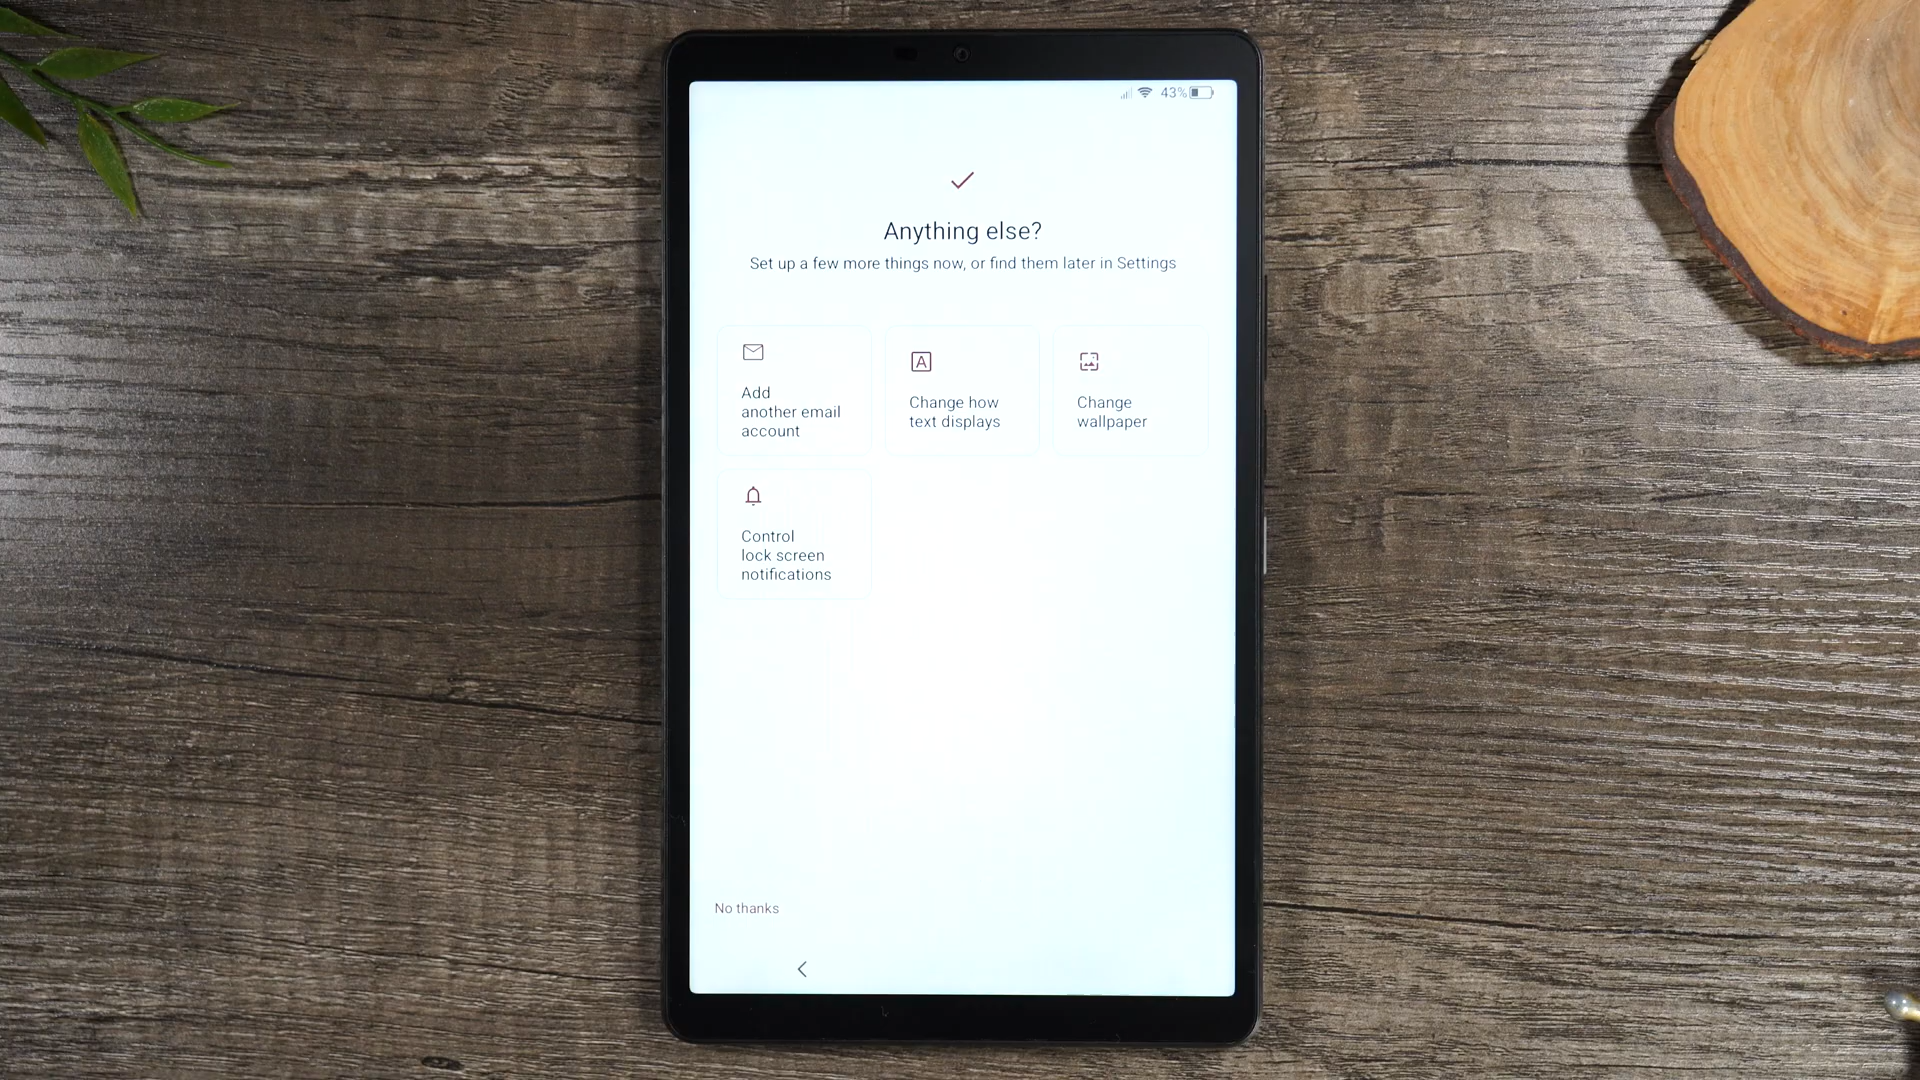 43%
Anything else?
Set up a few more things now, or find them later in Settings
Add
another email
account
Change how
text displays
Change
wallpaper
Control
lock screen
notifications
No thanks